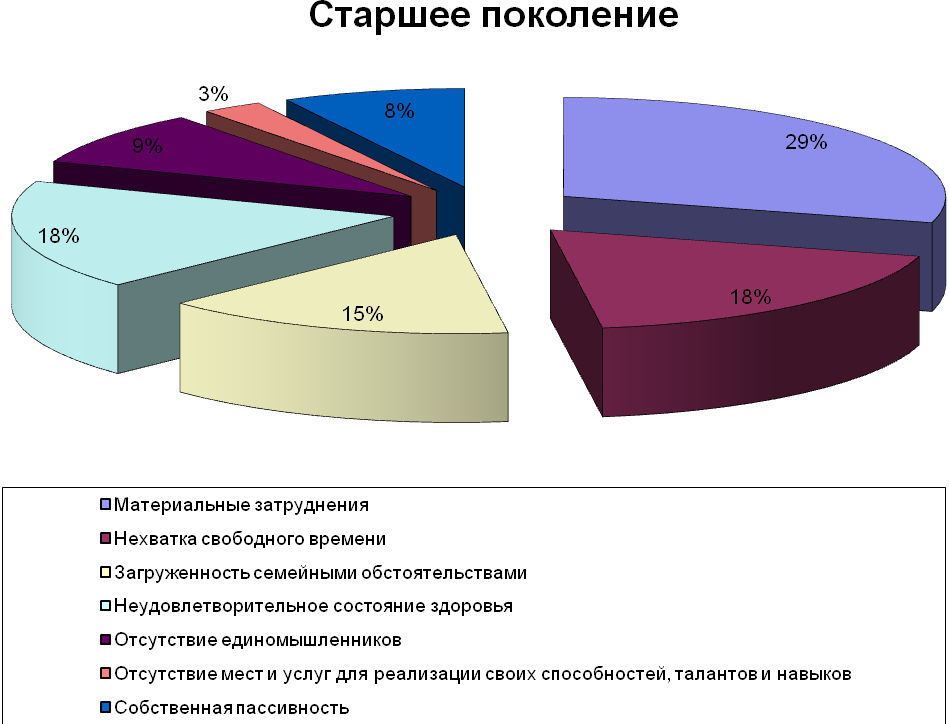 Старшее поколение
3%
8%
29%
9%
18%
18%
15%
Материальные затруднения
Нехватка свободного времени
Загруженность семейными обстоятельствами
Неудовлетворительное состояние здоровья
Отсутствие единомышленников
Отсутствие мест и услуг для реализации своих способностей, талантов и навыков
Собственная пассивность